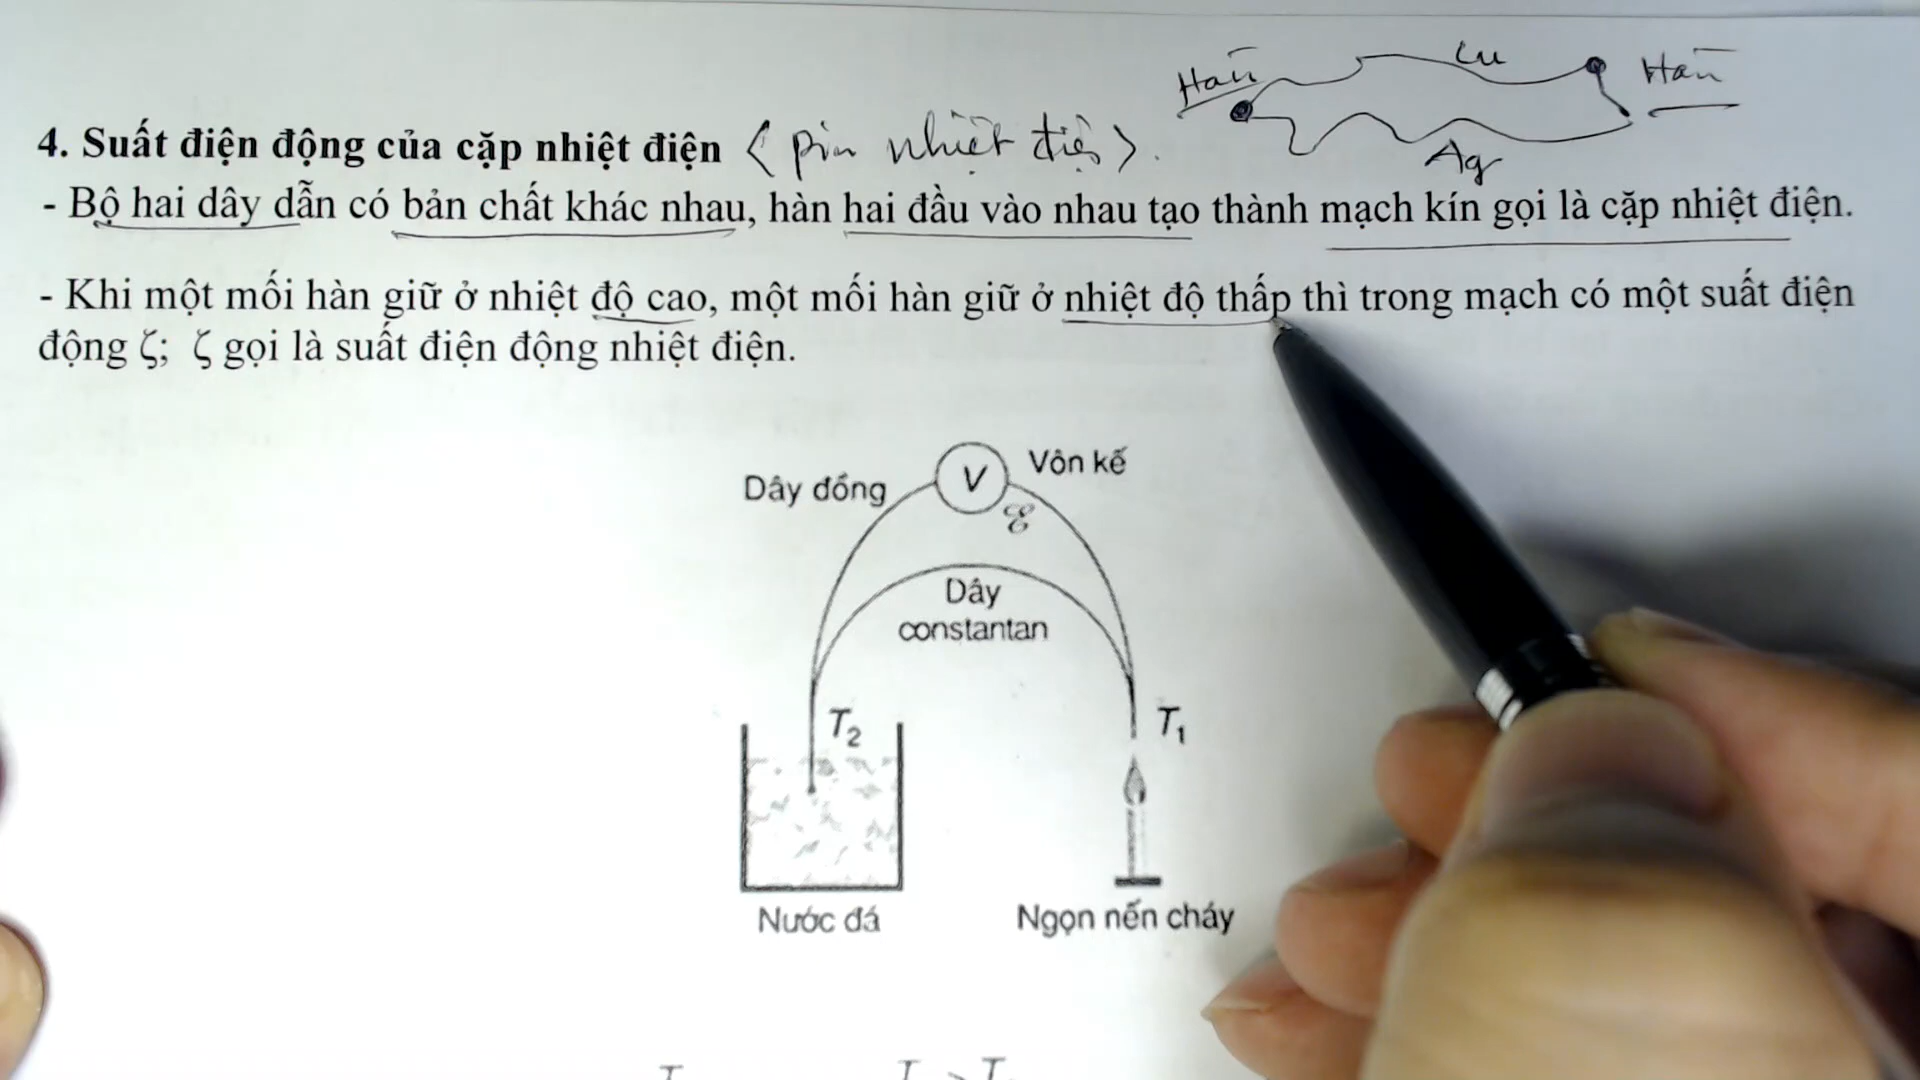 Hàn Cu Hàn
Ag
4. Suất điện động của cặp nhiệt điện < pin nhiệt điện >.
- Bộ hai dây dẫn có bản chất khác nhau, hàn hai đầu vào nhau tạo thành mạch kín gọi là cặp nhiệt điện.
- Khi một mối hàn giữ ở nhiệt độ cao, một mối hàn giữ ở nhiệt độ thấp thì trong mạch có một suất điện
động ζ; ζ gọi là suất điện động nhiệt điện.
Dây đồng V Vôn kế
ℰ
Dây
constantan
T₂ T₁
Nước đá Ngọn nến cháy